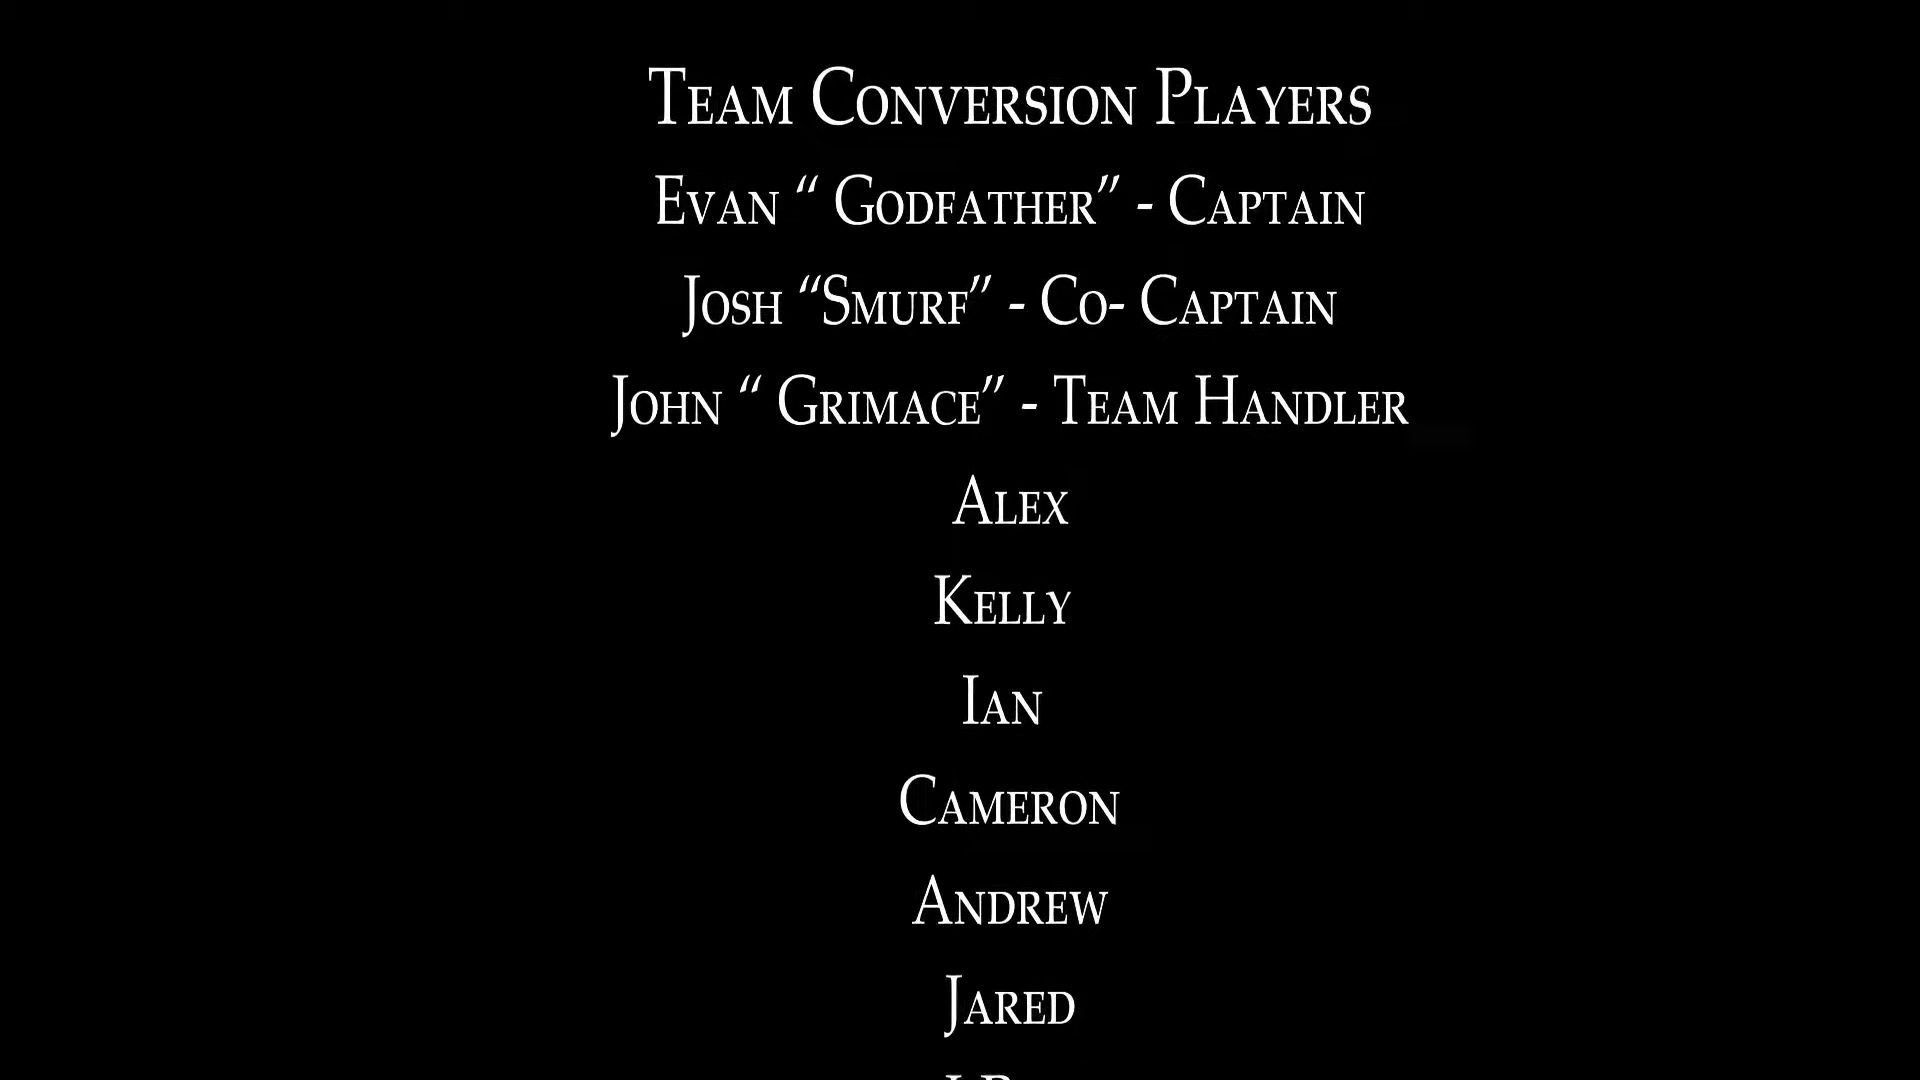 Team Conversion Players
Evan “ Godfather” - Captain
Josh “Smurf” - Co- Captain
John “ Grimace” - Team Handler
Alex
Kelly
Ian
Cameron
Andrew
Jared